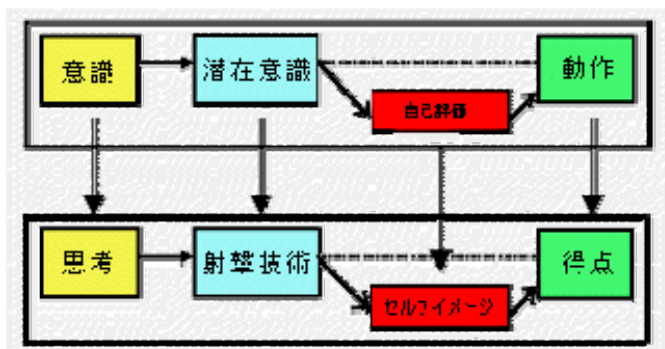 意識
潜在意識
自己評価
動作
思考
射撃技術
セルフイメージ
得点